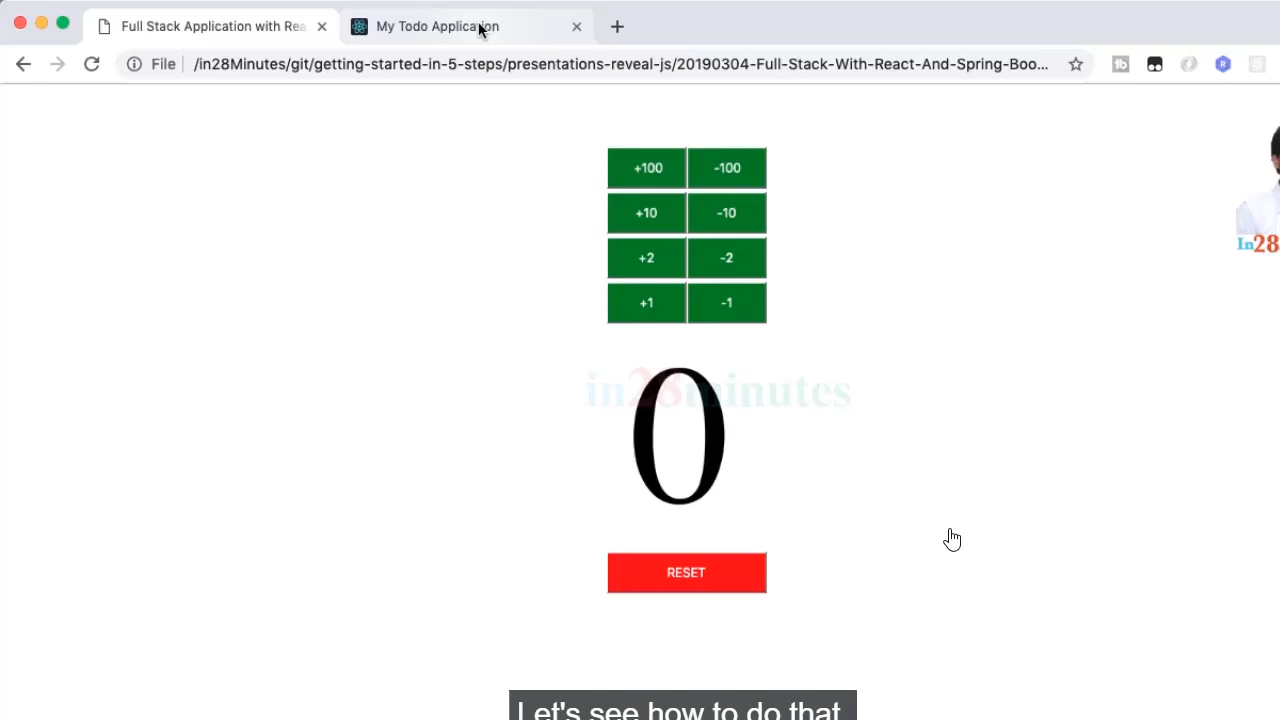 Full Stack Application with Rea
My Todo Application
File
/in28Minutes/git/getting-started-in-5-steps/presentations-reveal-js/20190304-Full-Stack-With-React-And-Spring-Boo...
+100 -100
+10 -10
+2 -2
+1 -1
In28
in28minutes
0
RESET
Let's see how to do that.